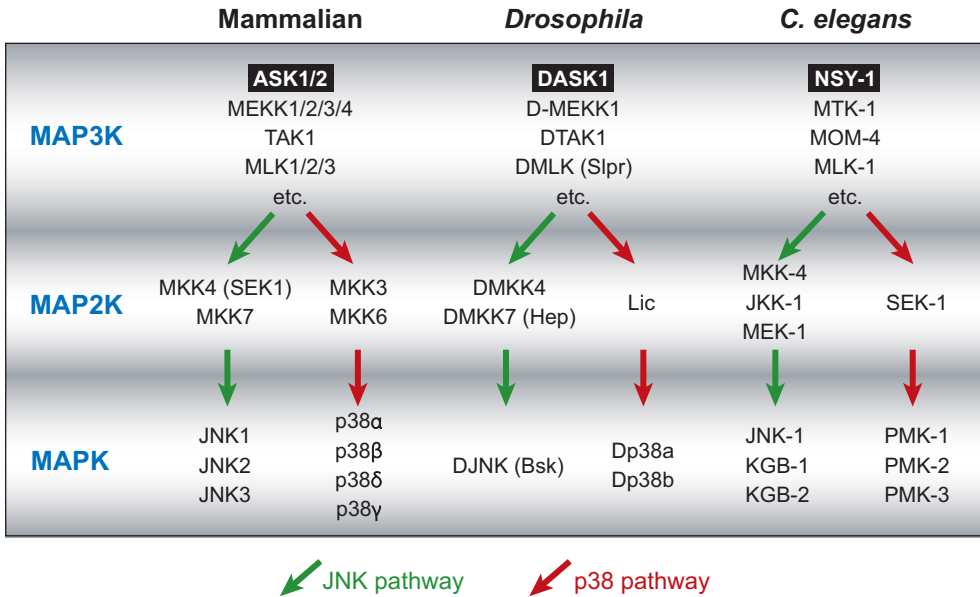 Mammalian
Drosophila
C. elegans
MAP3K
ASK1/2
MEKK1/2/3/4
TAK1
MLK1/2/3
etc.
DASK1
D-MEKK1
DTAK1
DMLK (Slpr)
etc.
NSY-1
MTK-1
MOM-4
MLK-1
etc.
MAP2K
MKK4 (SEK1)
MKK7
MKK3
MKK6
DMKK4
DMKK7 (Hep)
Lic
MKK-4
JKK-1
MEK-1
SEK-1
MAPK
JNK1
JNK2
JNK3
p38α
p38β
p38δ
p38γ
DJNK (Bsk)
Dp38a
Dp38b
JNK-1
KGB-1
KGB-2
PMK-1
PMK-2
PMK-3
JNK pathway
p38 pathway